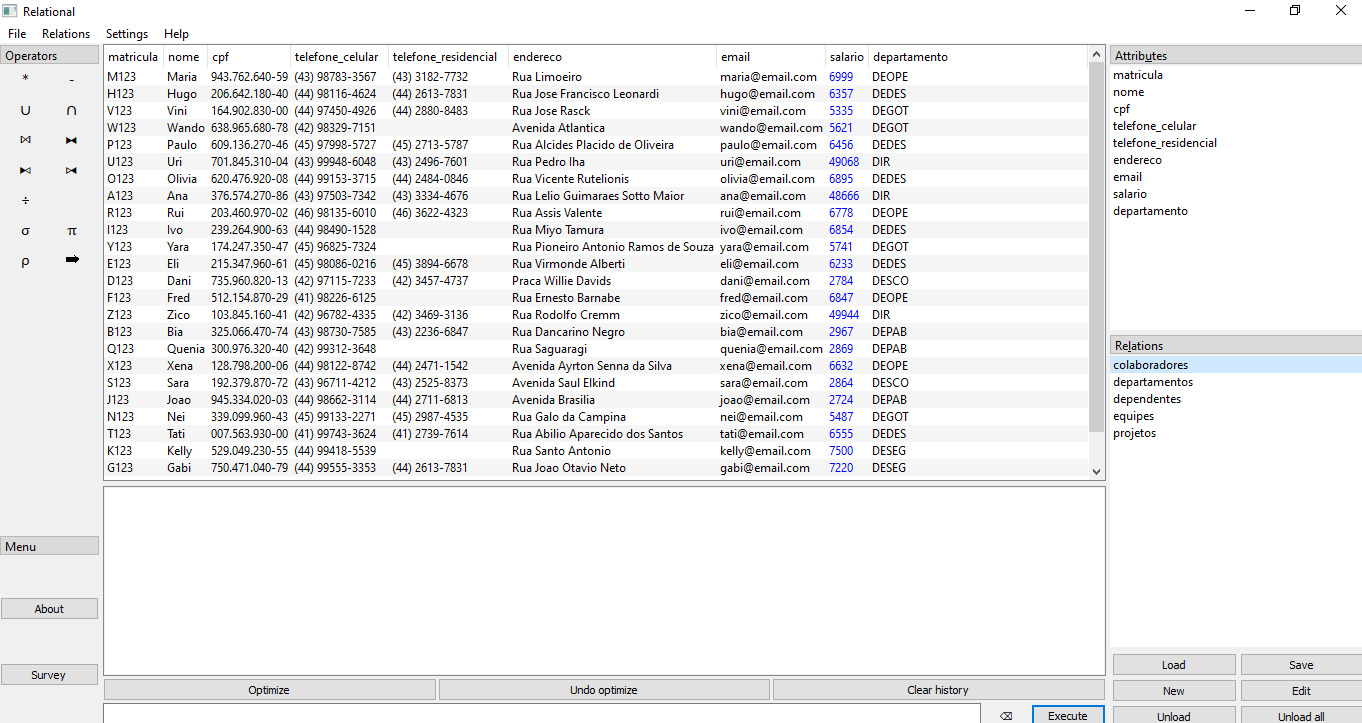 Relational
File Relations Settings Help
Operators
* -
∪ ∩
⋈ ⧓
⧑ ⧒
÷
σ π
ρ ➡
Menu
About
Survey
matricula nome cpf telefone_celular telefone_residencial endereco email salario departamento
M123 Maria 943.762.640-59 (43) 98783-3567 (43) 3182-7732 Rua Limoeiro maria@email.com 6999 DEOPE
H123 Hugo 206.642.180-40 (44) 98116-4624 (44) 2613-7831 Rua Jose Francisco Leonardi hugo@email.com 6357 DEDES
V123 Vini 164.902.830-00 (44) 97450-4926 (44) 2880-8483 Rua Jose Rasck vini@email.com 5335 DEGOT
W123 Wando 638.965.680-78 (42) 98329-7151 Avenida Atlantica wando@email.com 5621 DEGOT
P123 Paulo 609.136.270-46 (45) 97998-5727 (45) 2713-5787 Rua Alcides Placido de Oliveira paulo@email.com 6456 DEDES
U123 Uri 701.845.310-04 (43) 99948-6048 (43) 2496-7601 Rua Pedro Iha uri@email.com 49068 DIR
O123 Olivia 620.476.920-08 (44) 99153-3715 (44) 2484-0846 Rua Vicente Rutelionis olivia@email.com 6895 DEDES
A123 Ana 376.574.270-86 (43) 97503-7342 (43) 3334-4676 Rua Lelio Guimaraes Sotto Maior ana@email.com 48666 DIR
R123 Rui 203.460.970-02 (46) 98135-6010 (46) 3622-4323 Rua Assis Valente rui@email.com 6778 DEOPE
I123 Ivo 239.264.900-63 (44) 98490-1528 Rua Miyo Tamura ivo@email.com 6854 DEDES
Y123 Yara 174.247.350-47 (45) 96825-7324 Rua Pioneiro Antonio Ramos de Souza yara@email.com 5741 DEGOT
E123 Eli 215.347.960-61 (45) 98086-0216 (45) 3894-6678 Rua Virmonde Alberti eli@email.com 6233 DEDES
D123 Dani 735.960.820-13 (42) 97115-7233 (42) 3457-4737 Praca Willie Davids dani@email.com 2784 DESCO
F123 Fred 512.154.870-29 (41) 98226-6125 Rua Ernesto Barnabe fred@email.com 6847 DEOPE
Z123 Zico 103.845.160-41 (42) 96782-4335 (42) 3469-3136 Rua Rodolfo Cremm zico@email.com 49944 DIR
B123 Bia 325.066.470-74 (43) 98730-7585 (43) 2236-6847 Rua Dancarino Negro bia@email.com 2967 DEPAB
Q123 Quenia 300.976.320-40 (42) 99312-3648 Rua Saguaragi quenia@email.com 2869 DEPAB
X123 Xena 128.798.200-06 (44) 98122-8742 (44) 2471-1542 Avenida Ayrton Senna da Silva xena@email.com 6632 DEOPE
S123 Sara 192.379.870-72 (43) 96711-4212 (43) 2525-8373 Avenida Saul Elkind sara@email.com 2864 DESCO
J123 Joao 945.334.020-03 (44) 98662-3114 (44) 2711-6813 Avenida Brasilia joao@email.com 2724 DEPAB
N123 Nei 339.099.960-43 (45) 99133-2271 (45) 2987-4535 Rua Galo da Campina nei@email.com 5487 DEGOT
T123 Tati 007.563.930-00 (41) 99743-3624 (41) 2739-7614 Rua Abilio Aparecido dos Santos tati@email.com 6555 DEDES
K123 Kelly 529.049.230-55 (44) 99418-5539 Rua Santo Antonio kelly@email.com 7500 DESEG
G123 Gabi 750.471.040-79 (44) 99555-3353 (44) 2613-7831 Rua Joao Otavio Neto gabi@email.com 7220 DESEG
Optimize Undo optimize Clear history
⌫ Execute
Attributes
matricula
nome
cpf
telefone_celular
telefone_residencial
endereco
email
salario
departamento
Relations
colaboradores
departamentos
dependentes
equipes
projetos
Load Save
New Edit
Unload Unload all